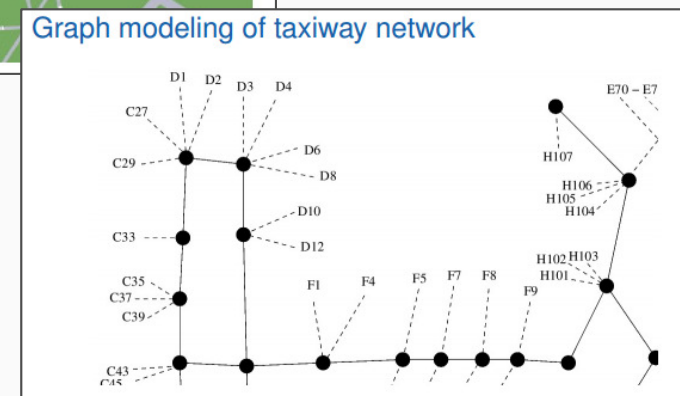 Graph modeling of taxiway network
D1 D2 D3 D4
E70 – E7
C27
H107
D6
C29
D8
H106
H105
H104
D10
C33
D12
H102 H103
H101
C35
F1 F4 F5 F7 F8
C37
F9
C39
C43
C45